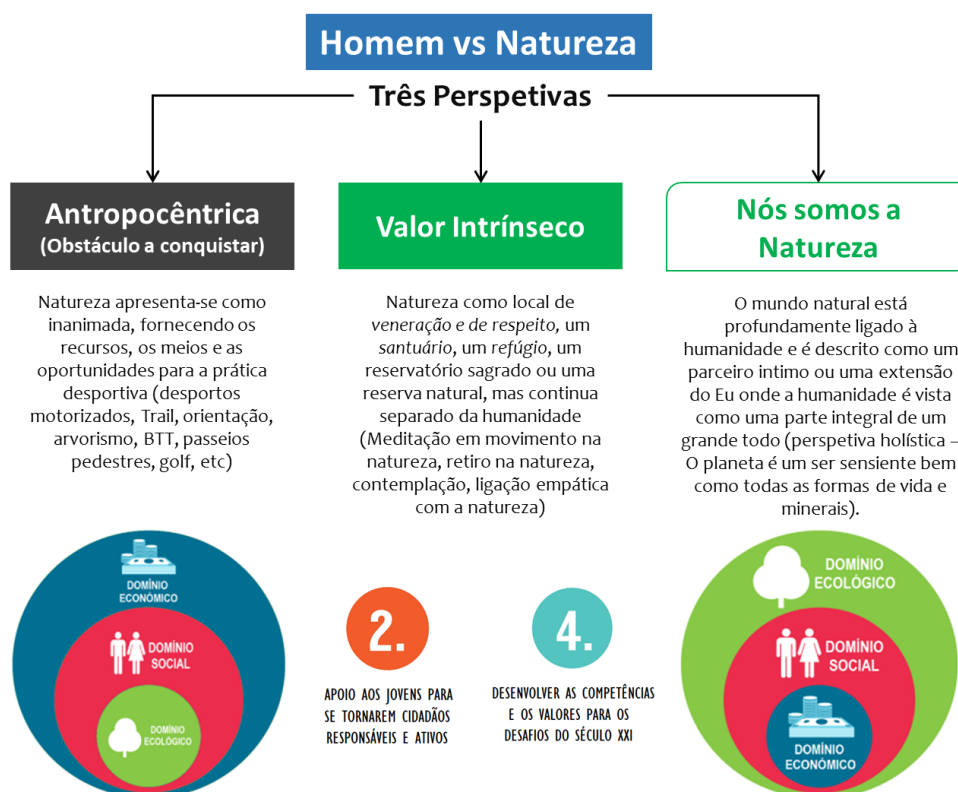 Homem vs Natureza
Três Perspetivas
Antropocêntrica
(Obstáculo a conquistar)
Natureza apresenta-se como
inanimada, fornecendo os
recursos, os meios e as
oportunidades para a prática
desportiva (desportos
motorizados, Trail, orientação,
arvorismo, BTT, passeios
pedestres, golf, etc)
Valor Intrínseco
Natureza como local de
veneração e de respeito, um
santuário, um refúgio, um
reservatório sagrado ou uma
reserva natural, mas continua
separado da humanidade
(Meditação em movimento na
natureza, retiro na natureza,
contemplação, ligação empática
com a natureza)
Nós somos a
Natureza
O mundo natural está
profundamente ligado à
humanidade e é descrito como um
parceiro intimo ou uma extensão
do Eu onde a humanidade é vista
como uma parte integral de um
grande todo (perspetiva holística –
O planeta é um ser sensiente bem
como todas as formas de vida e
minerais).
DOMÍNIO
ECONÓMICO
DOMÍNIO
SOCIAL
DOMÍNIO
ECOLÓGICO
2.
APOIO AOS JOVENS PARA
SE TORNAREM CIDADÃOS
RESPONSÁVEIS E ATIVOS
4.
DESENVOLVER AS COMPETÊNCIAS
E OS VALORES PARA OS
DESAFIOS DO SÉCULO XXI
DOMÍNIO
ECOLÓGICO
DOMÍNIO
SOCIAL
DOMÍNIO
ECONÓMICO